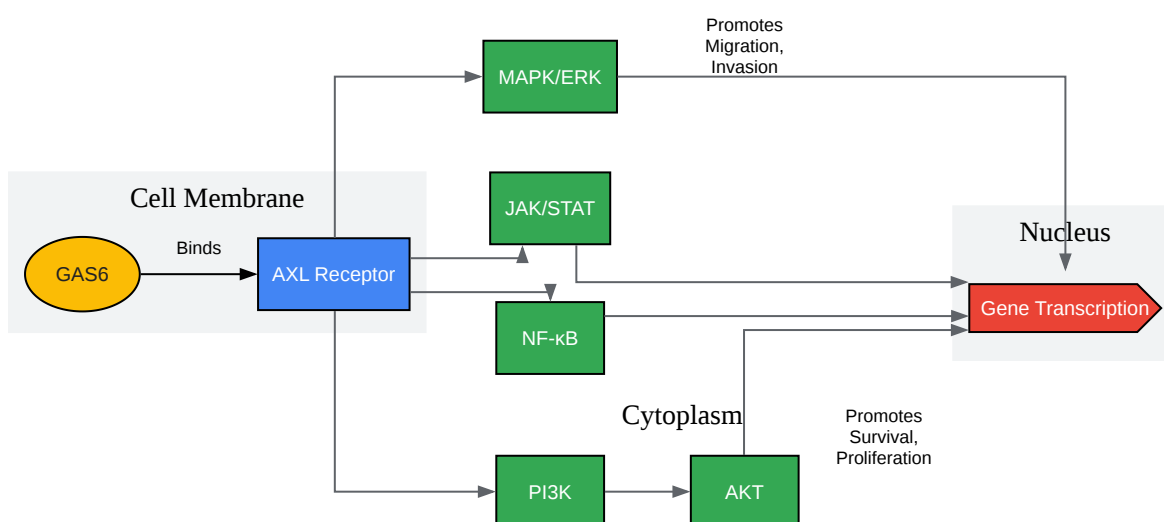 Promotes
Migration,
Invasion
MAPK/ERK
Cell Membrane
JAK/STAT
Nucleus
Binds
GAS6
AXL Receptor
Gene Transcription
NF-κB
Cytoplasm
Promotes
Survival,
Proliferation
PI3K
AKT